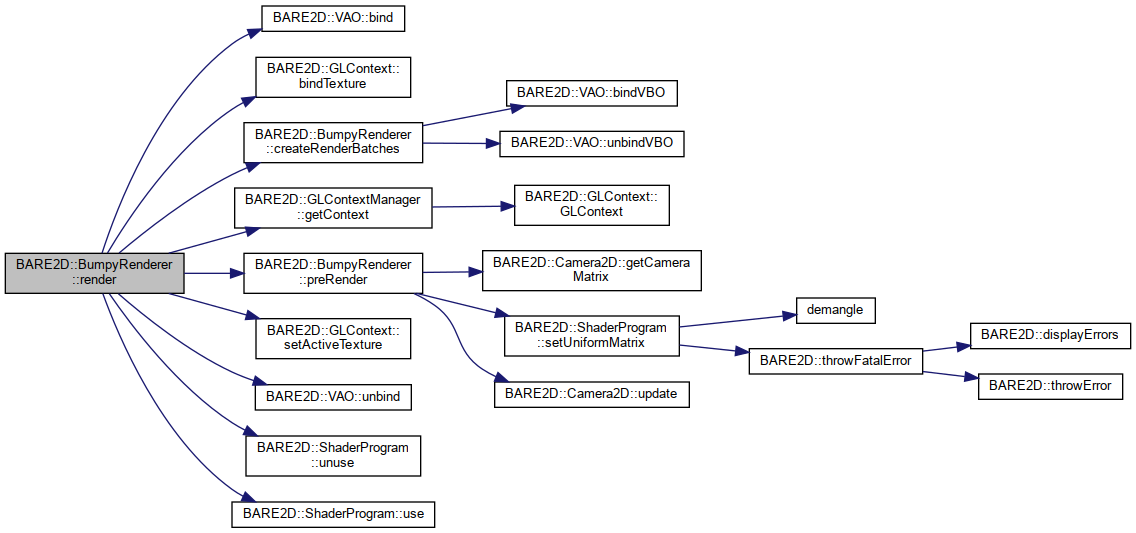 BARE2D::VAO::bind
BARE2D::GLContext::
bindTexture
BARE2D::VAO::bindVBO
BARE2D::BumpyRenderer
::createRenderBatches
BARE2D::VAO::unbindVBO
BARE2D::GLContextManager
::getContext
BARE2D::GLContext::
GLContext
BARE2D::BumpyRenderer
::render
BARE2D::BumpyRenderer
::preRender
BARE2D::Camera2D::getCamera
Matrix
BARE2D::GLContext::
setActiveTexture
BARE2D::ShaderProgram
::setUniformMatrix
demangle
BARE2D::throwFatalError
BARE2D::displayErrors
BARE2D::throwError
BARE2D::VAO::unbind
BARE2D::Camera2D::update
BARE2D::ShaderProgram
::unuse
BARE2D::ShaderProgram::use